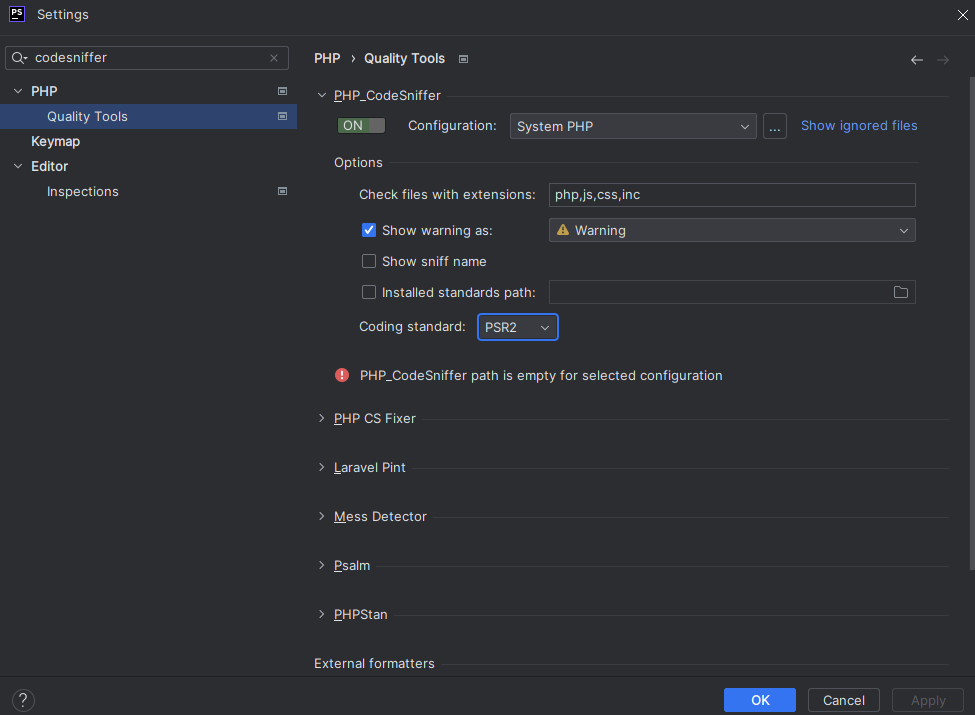 PS Settings
codesniffer
PHP
Quality Tools
Keymap
Editor
Inspections
PHP › Quality Tools
PHP_CodeSniffer
ON Configuration: System PHP ... Show ignored files
Options
Check files with extensions: php,js,css,inc
Show warning as: Warning
Show sniff name
Installed standards path:
Coding standard: PSR2
PHP_CodeSniffer path is empty for selected configuration
PHP CS Fixer
Laravel Pint
Mess Detector
Psalm
PHPStan
External formatters
? OK Cancel Apply